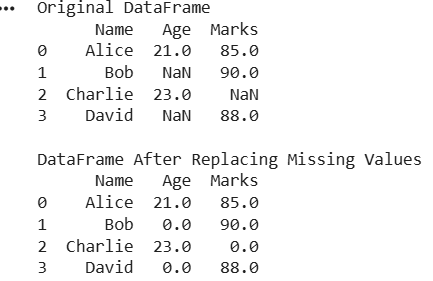 ••• Original DataFrame
      Name   Age  Marks
0    Alice  21.0   85.0
1      Bob   NaN   90.0
2  Charlie  23.0    NaN
3    David   NaN   88.0

DataFrame After Replacing Missing Values
      Name   Age  Marks
0    Alice  21.0   85.0
1      Bob   0.0   90.0
2  Charlie  23.0    0.0
3    David   0.0   88.0